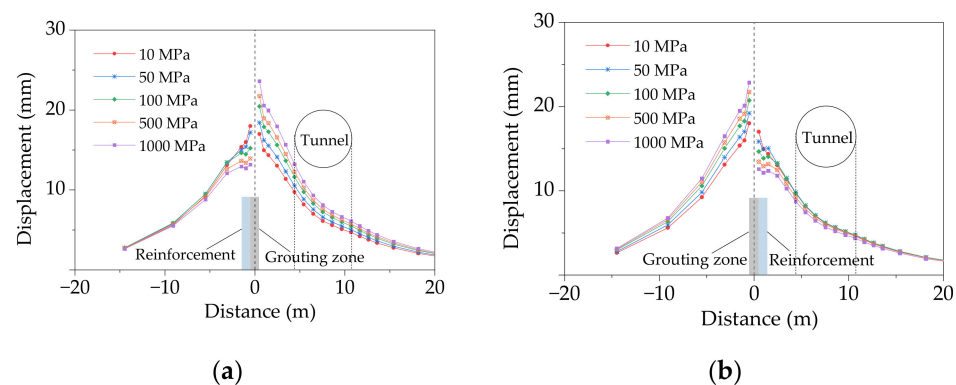 (a)
30
20
10
Displacement (mm)
10 MPa
50 MPa
100 MPa
500 MPa
1000 MPa
Tunnel
Reinforcement
Grouting zone
−20
−10
0
10
20
Distance (m)
(a)
(b)
30
20
10
Displacement (mm)
10 MPa
50 MPa
100 MPa
500 MPa
1000 MPa
Tunnel
Grouting zone
Reinforcement
−20
−10
0
10
20
Distance (m)
(b)